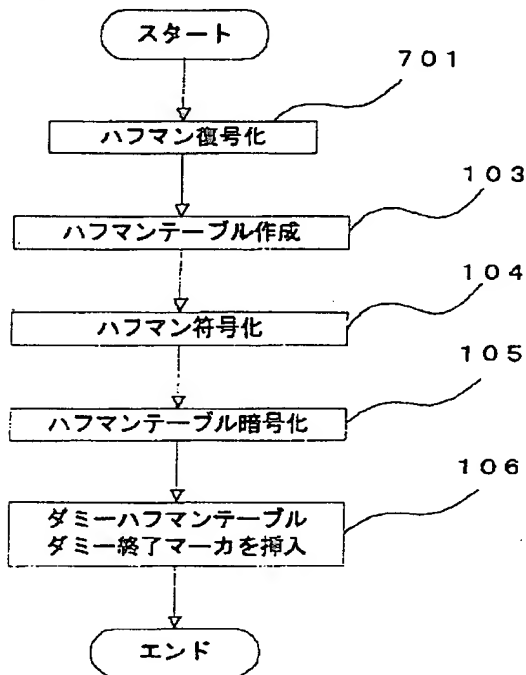 スタート
701
ハフマン復号化
103
ハフマンテーブル作成
104
ハフマン符号化
105
ハフマンテーブル暗号化
106
ダミーハフマンテーブル
ダミー終了マーカを挿入
エンド